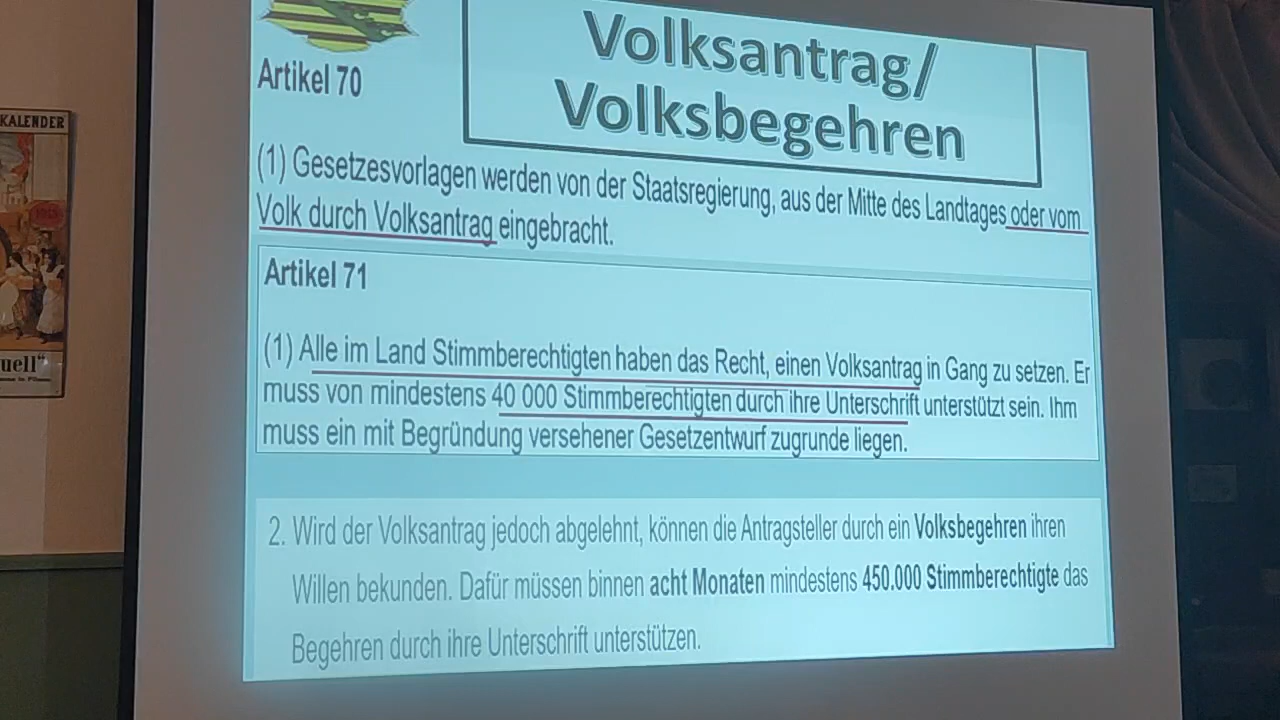 KALENDER
Artikel 70
Volksantrag/
Volksbegehren
(1) Gesetzesvorlagen werden von der Staatsregierung, aus der Mitte des Landtages oder vom
Volk durch Volksantrag eingebracht.
Artikel 71
(1) Alle im Land Stimmberechtigten haben das Recht, einen Volksantrag in Gang zu setzen. Er
muss von mindestens 40 000 Stimmberechtigten durch ihre Unterschrift unterstützt sein. Ihm
muss ein mit Begründung versehener Gesetzentwurf zugrunde liegen.
2. Wird der Volksantrag jedoch abgelehnt, können die Antragsteller durch ein Volksbegehren ihren
Willen bekunden. Dafür müssen binnen acht Monaten mindestens 450.000 Stimmberechtigte das
Begehren durch ihre Unterschrift unterstützen.
uell"